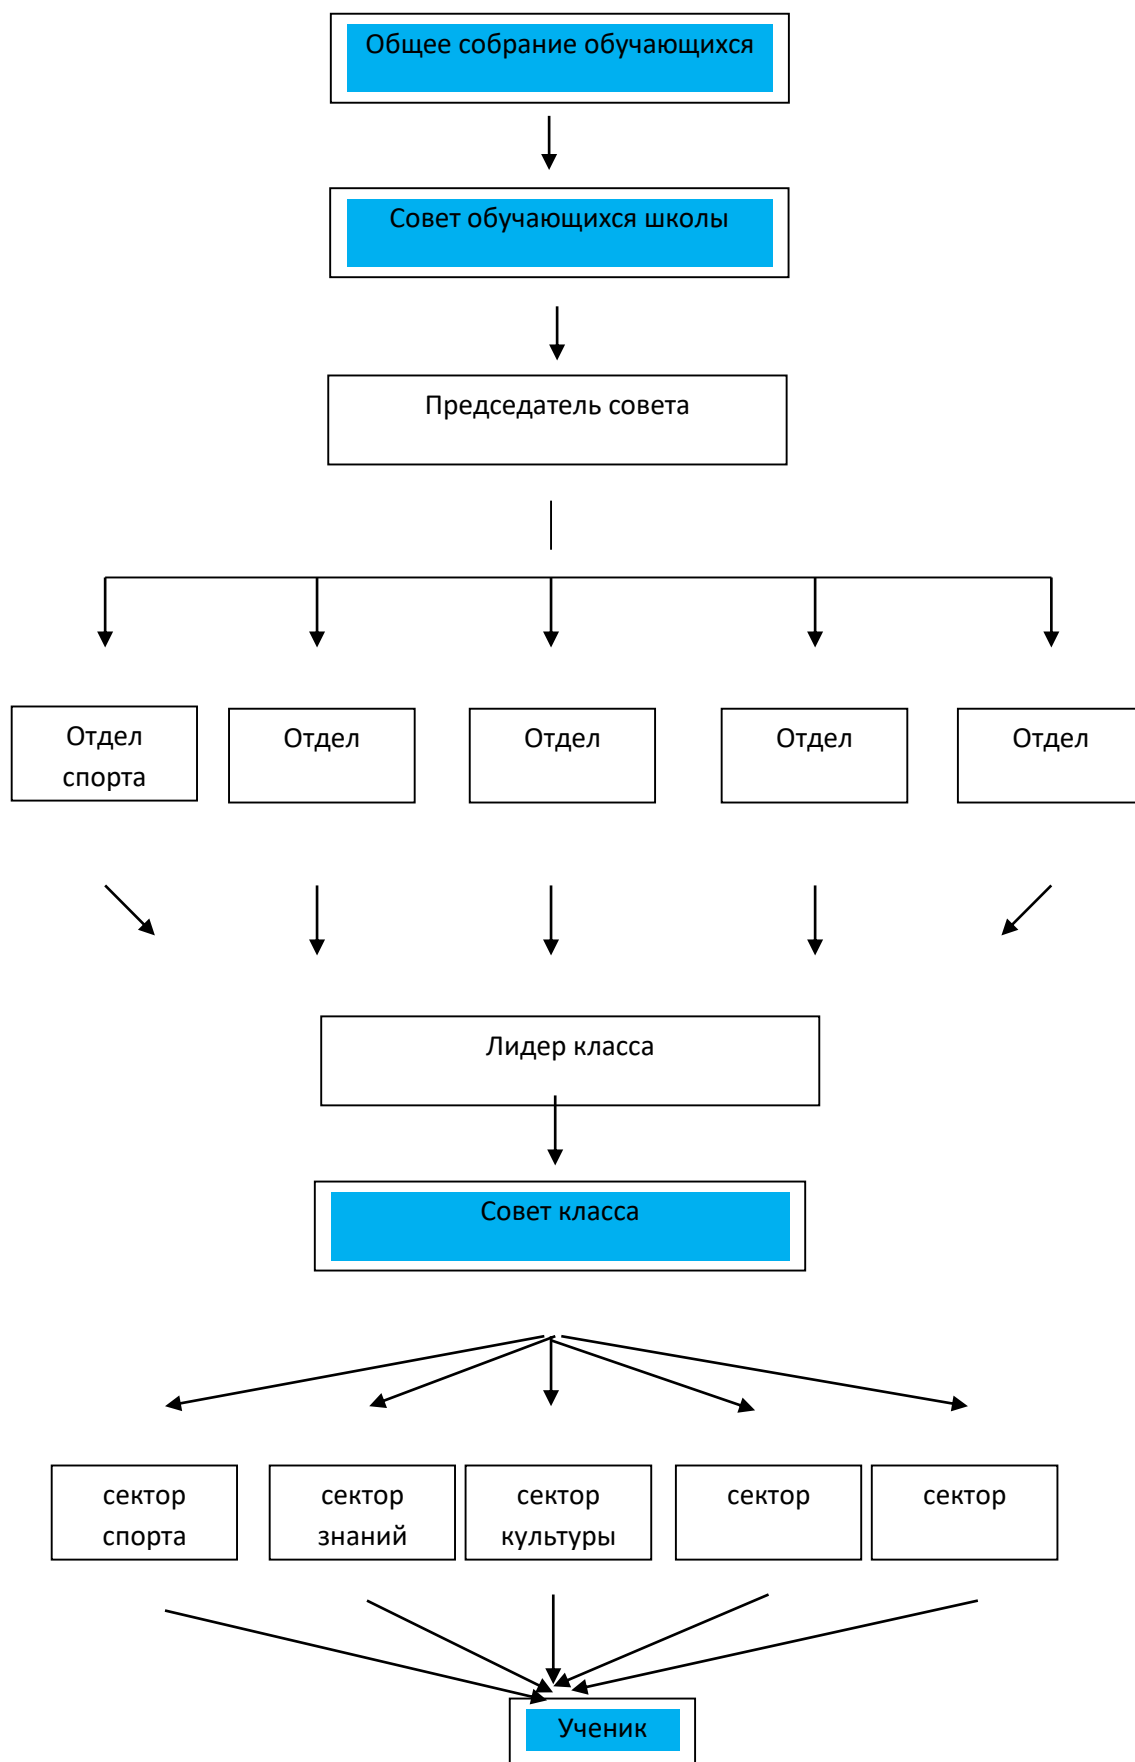 Общее собрание обучающихся
Совет обучающихся школы
Председатель совета
Отдел
спорта
Отдел
Отдел
Отдел
Отдел
Лидер класса
Совет класса
сектор
спорта
сектор
знаний
сектор
культуры
сектор
сектор
Ученик